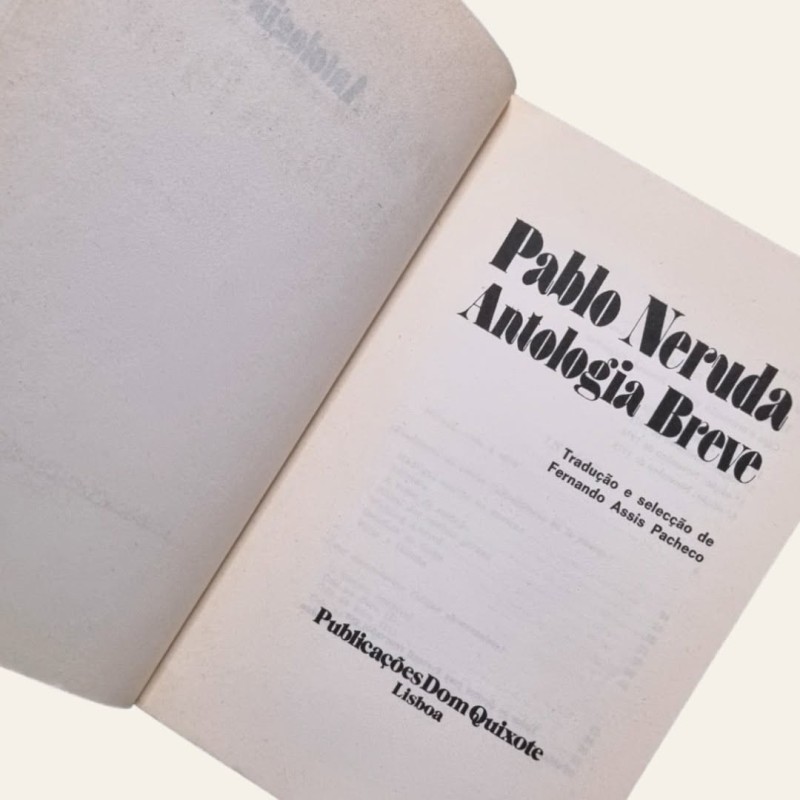 Pablo Neruda
Antologia Breve
Tradução e selecção de
Fernando Assis Pacheco
Publicações Dom Quixote
Lisboa